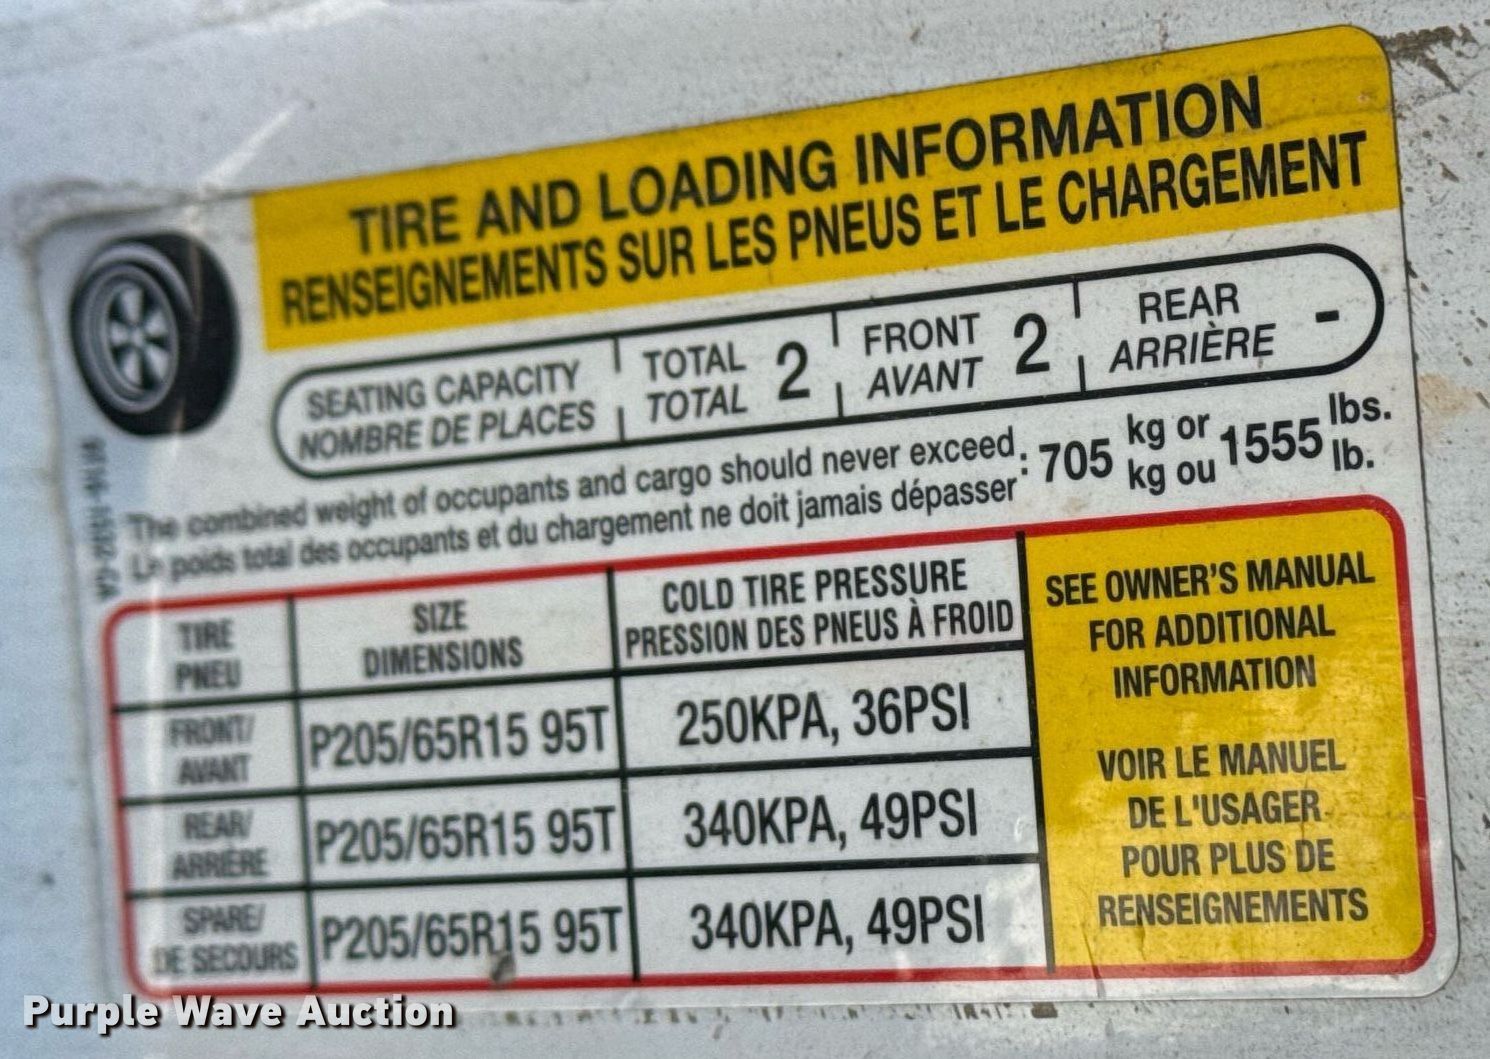 TIRE AND LOADING INFORMATION
RENSEIGNEMENTS SUR LES PNEUS ET LE CHARGEMENT
SEATING CAPACITY
NOMBRE DE PLACES
TOTAL
TOTAL
2
FRONT
AVANT
2
REAR
ARRIÈRE
-
The combined weight of occupants and cargo should never exceed
Le poids total des occupants et du chargement ne doit jamais dépasser
: 705 kg or 1555 lbs.
kg ou lb.
TIRE
PNEU
SIZE
DIMENSIONS
COLD TIRE PRESSURE
PRESSION DES PNEUS À FROID
FRONT/
AVANT
P205/65R15 95T
250KPA, 36PSI
REAR/
ARRIÈRE
P205/65R15 95T
340KPA, 49PSI
SPARE/
DE SECOURS
P205/65R15 95T
340KPA, 49PSI
SEE OWNER'S MANUAL
FOR ADDITIONAL
INFORMATION
VOIR LE MANUEL
DE L'USAGER
POUR PLUS DE
RENSEIGNEMENTS
Purple Wave Auction